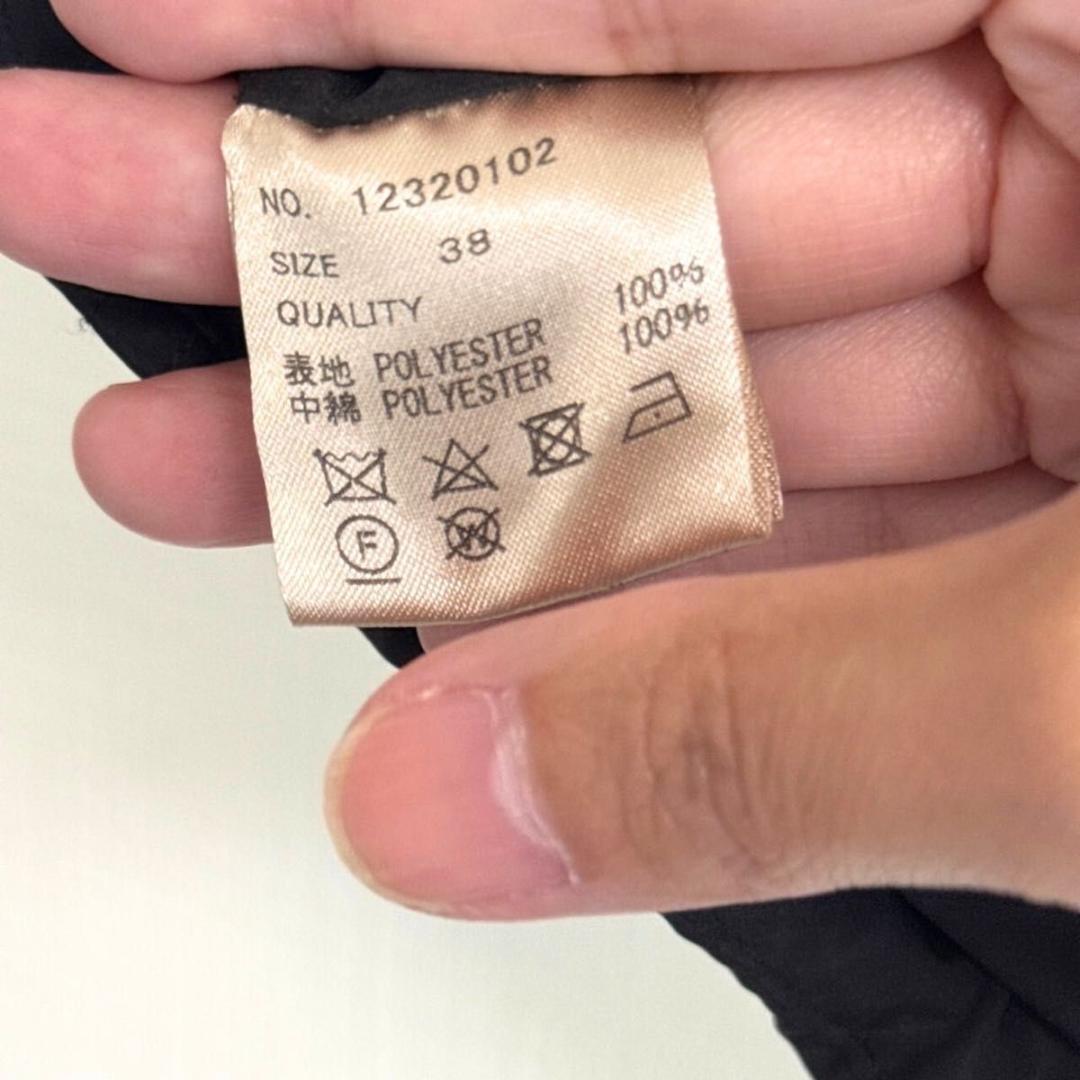 NO. 12320102
SIZE 38
QUALITY
表地 POLYESTER 100%
中綿 POLYESTER 100%
F
W